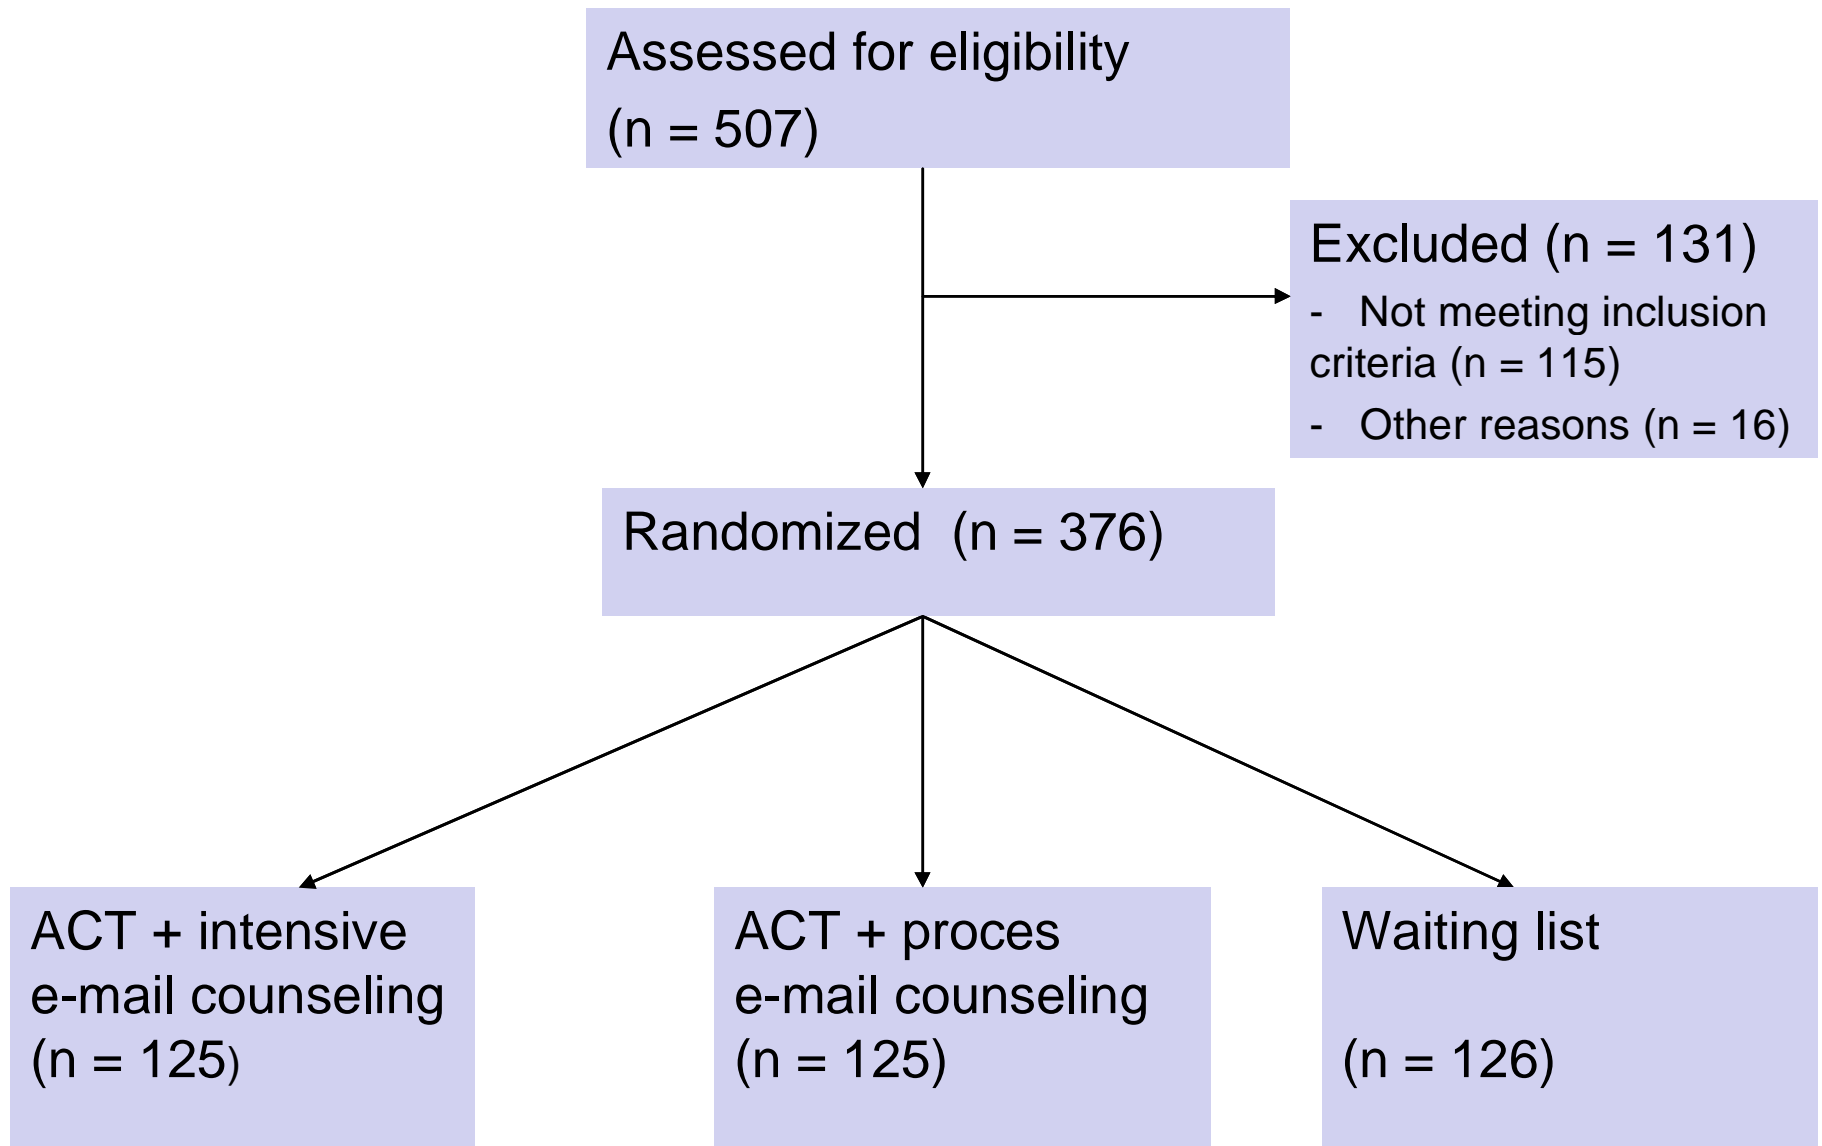 Assessed for eligibility
(n = 507)
Excluded (n = 131)
- Not meeting inclusion
criteria (n = 115)
- Other reasons (n = 16)
Randomized (n = 376)
ACT + intensive
e-mail counseling
(n = 125)
ACT + proces
e-mail counseling
(n = 125)
Waiting list
(n = 126)